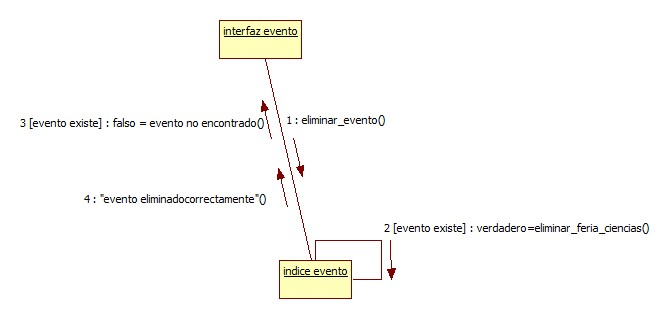 interfaz evento
3 [evento existe] : falso = evento no encontrado()
1 : eliminar_evento()
4 : "evento eliminadocorrectamente"()
2 [evento existe] : verdadero=eliminar_feria_ciencias()
indice evento